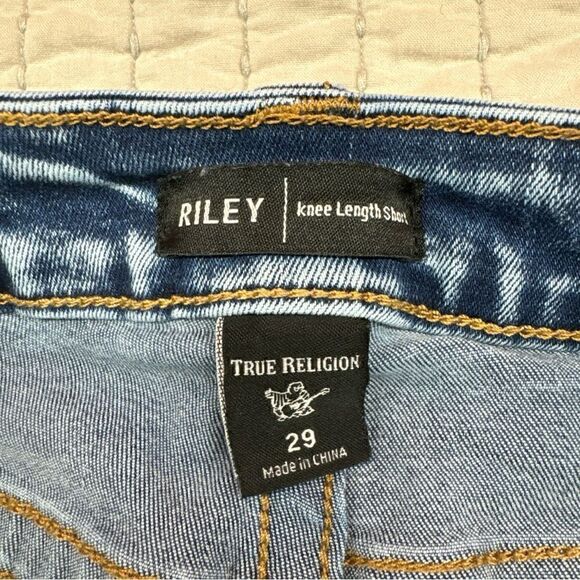 RILEY | knee Length Short
TRUE RELIGION
29
Made in CHINA